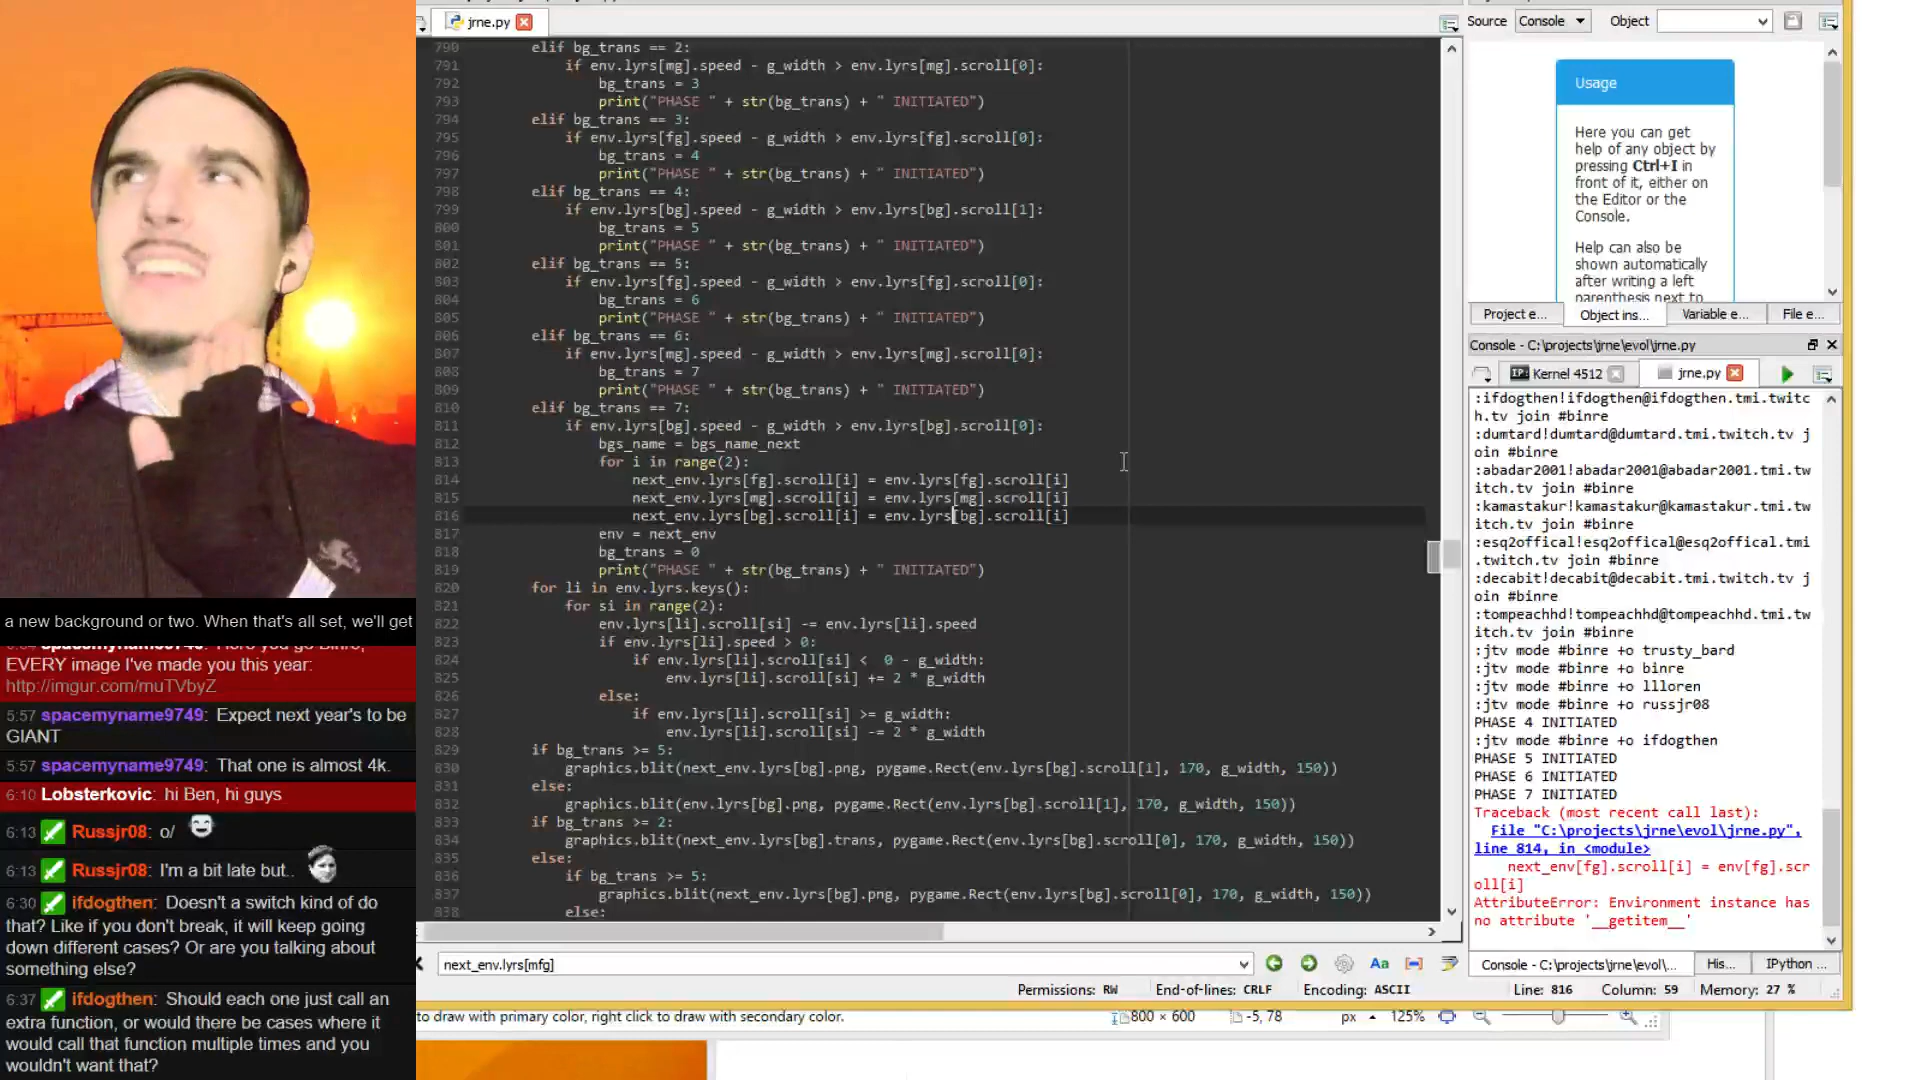 jrne.py
790 elif bg_trans == 2:
791 if env.lyrs[mg].speed - g_width > env.lyrs[mg].scroll[0]:
792 bg_trans = 3
793 print("PHASE " + str(bg_trans) + " INITIATED")
794 elif bg_trans == 3:
795 if env.lyrs[fg].speed - g_width > env.lyrs[fg].scroll[0]:
796 bg_trans = 4
797 print("PHASE " + str(bg_trans) + " INITIATED")
798 elif bg_trans == 4:
799 if env.lyrs[bg].speed - g_width > env.lyrs[bg].scroll[1]:
800 bg_trans = 5
801 print("PHASE " + str(bg_trans) + " INITIATED")
802 elif bg_trans == 5:
803 if env.lyrs[fg].speed - g_width > env.lyrs[fg].scroll[0]:
804 bg_trans = 6
805 print("PHASE " + str(bg_trans) + " INITIATED")
806 elif bg_trans == 6:
807 if env.lyrs[mg].speed - g_width > env.lyrs[mg].scroll[0]:
808 bg_trans = 7
809 print("PHASE " + str(bg_trans) + " INITIATED")
810 elif bg_trans == 7:
811 if env.lyrs[bg].speed - g_width > env.lyrs[bg].scroll[0]:
812 bgs_name = bgs_name_next
813 for i in range(2):
814 next_env.lyrs[fg].scroll[i] = env.lyrs[fg].scroll[i]
815 next_env.lyrs[mg].scroll[i] = env.lyrs[mg].scroll[i]
816 next_env.lyrs[bg].scroll[i] = env.lyrs[bg].scroll[i]
817 env = next_env
818 bg_trans = 0
819 print("PHASE " + str(bg_trans) + " INITIATED")
820 for li in env.lyrs.keys():
821 for si in range(2):
822 env.lyrs[li].scroll[si] -= env.lyrs[li].speed
823 if env.lyrs[li].speed > 0:
824 if env.lyrs[li].scroll[si] < 0 - g_width:
825 env.lyrs[li].scroll[si] += 2 * g_width
826 else:
827 if env.lyrs[li].scroll[si] >= g_width:
828 env.lyrs[li].scroll[si] -= 2 * g_width
829 if bg_trans >= 5:
830 graphics.blit(next_env.lyrs[bg].png, pygame.Rect(env.lyrs[bg].scroll[1], 170, g_width, 150))
831 else:
832 graphics.blit(env.lyrs[bg].png, pygame.Rect(env.lyrs[bg].scroll[1], 170, g_width, 150))
833 if bg_trans >= 2:
834 graphics.blit(next_env.lyrs[bg].trans, pygame.Rect(env.lyrs[bg].scroll[0], 170, g_width, 150))
835 else:
836 if bg_trans >= 5:
837 graphics.blit(next_env.lyrs[bg].png, pygame.Rect(env.lyrs[bg].scroll[0], 170, g_width, 150))
838 else:
next_env.lyrs[mfg]
Aa
Permissions: RW End-of-lines: CRLF Encoding: ASCII Line: 816 Column: 59 Memory: 27 %
to draw with primary color, right click to draw with secondary color.
800 × 600 -5, 78 px 125%
Source Console Object
Usage
Here you can get
help of any object by
pressing Ctrl+I in
front of it, either on
the Editor or the
Console.
Help can also be
shown automatically
after writing a left
parenthesis next to
Project e... Object ins... Variable e... File e...
Console - C:\projects\jrne\evol\jrne.py
IP: Kernel 4512 jrne.py
:ifdogthen!ifdogthen@ifdogthen.tmi.twitc
h.tv join #binre
:dumtard!dumtard@dumtard.tmi.twitch.tv j
oin #binre
:abadar2001!abadar2001@abadar2001.tmi.tw
itch.tv join #binre
:kamastakur!kamastakur@kamastakur.tmi.tw
itch.tv join #binre
:esq2offical!esq2offical@esq2offical.tmi
.twitch.tv join #binre
:decabit!decabit@decabit.tmi.twitch.tv j
oin #binre
:tompeachhd!tompeachhd@tompeachhd.tmi.tw
itch.tv join #binre
:jtv mode #binre +o trusty_bard
:jtv mode #binre +o binre
:jtv mode #binre +o llloren
:jtv mode #binre +o russjr08
PHASE 4 INITIATED
:jtv mode #binre +o ifdogthen
PHASE 5 INITIATED
PHASE 6 INITIATED
PHASE 7 INITIATED
Traceback (most recent call last):
File "C:\projects\jrne\evol\jrne.py",
line 814, in <module>
next_env[fg].scroll[i] = env[fg].scr
oll[i]
AttributeError: Environment instance has
no attribute '__getitem__'
Console - C:\projects\jrne\evol\... His... IPython ...
a new background or two. When that's all set, we'll get
EVERY image I've made you this year:
http://imgur.com/muTVbyZ
5:57 spacemyname9749: Expect next year's to be
GIANT
5:57 spacemyname9749: That one is almost 4k.
6:10 Lobsterkovic: hi Ben, hi guys
6:13 Russjr08: o/
6:13 Russjr08: I'm a bit late but..
6:30 ifdogthen: Doesn't a switch kind of do
that? Like if you don't break, it will keep going
down different cases? Or are you talking about
something else?
6:37 ifdogthen: Should each one just call an
extra function, or would there be cases where it
would call that function multiple times and you
wouldn't want that?